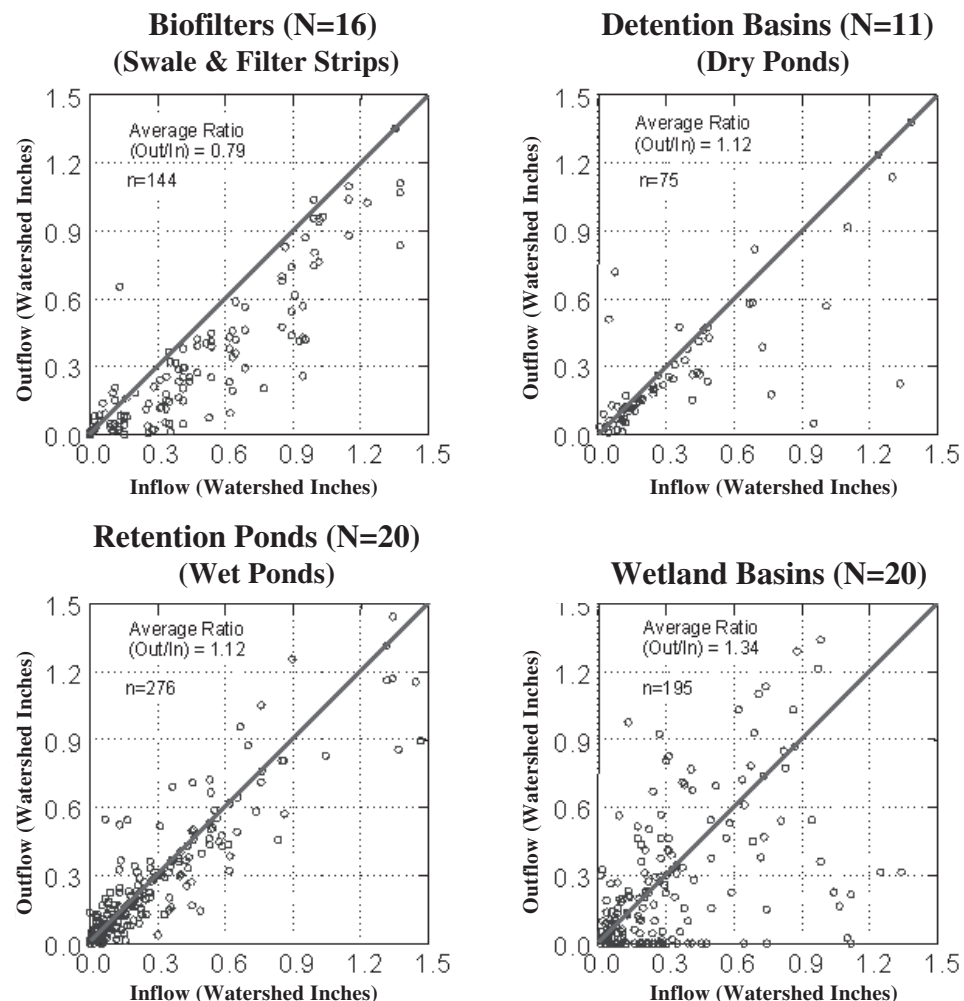 Biofilters (N=16)
(Swale & Filter Strips)
1.5
1.2
0.9
0.6
0.3
0.0
Outflow (Watershed Inches)
Average Ratio
(Out/In) = 0.79
n=144
0.0 0.3 0.6 0.9 1.2 1.5
Inflow (Watershed Inches)
Detention Basins (N=11)
(Dry Ponds)
1.5
1.2
0.9
0.6
0.3
0.0
Outflow (Watershed Inches)
Average Ratio
(Out/In) = 1.12
n=75
0.0 0.3 0.6 0.9 1.2 1.5
Inflow (Watershed Inches)
Retention Ponds (N=20)
(Wet Ponds)
1.5
1.2
0.9
0.6
0.3
0.0
Outflow (Watershed Inches)
Average Ratio
(Out/In) = 1.12
n=276
0.0 0.3 0.6 0.9 1.2 1.5
Inflow (Watershed Inches)
Wetland Basins (N=20)
1.5
1.2
0.9
0.6
0.3
0.0
Outflow (Watershed Inches)
Average Ratio
(Out/In) = 1.34
n=195
0.0 0.3 0.6 0.9 1.2 1.5
Inflow (Watershed Inches)